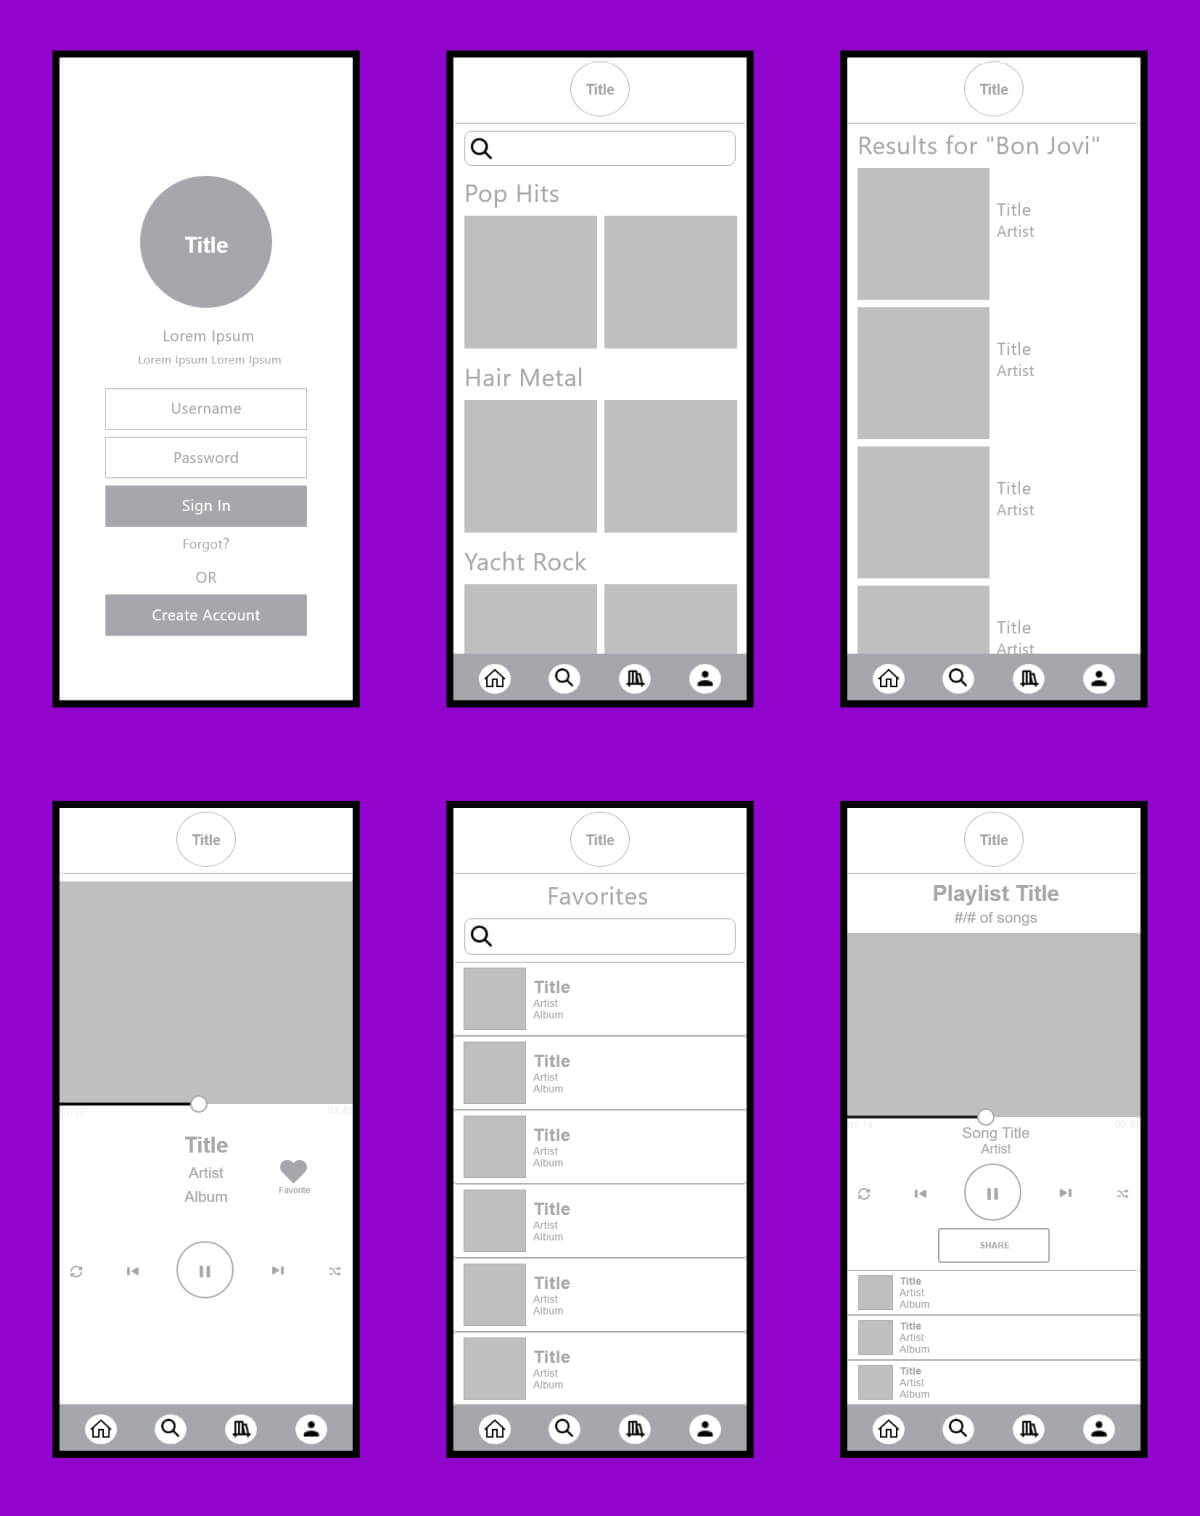 Title
Lorem Ipsum
Lorem Ipsum Lorem Ipsum
Username
Password
Sign In
Forgot?
OR
Create Account
Title
Pop Hits
Hair Metal
Yacht Rock
Title
Results for "Bon Jovi"
Title
Artist
Title
Artist
Title
Artist
Title
Artist
Title
Title
Artist
Album
Favorite
Title
Favorites
Title
Artist
Album
Title
Artist
Album
Title
Artist
Album
Title
Artist
Album
Title
Artist
Album
Title
Artist
Album
Title
Playlist Title
#/# of songs
Song Title
Artist
SHARE
Title
Artist
Album
Title
Artist
Album
Title
Artist
Album